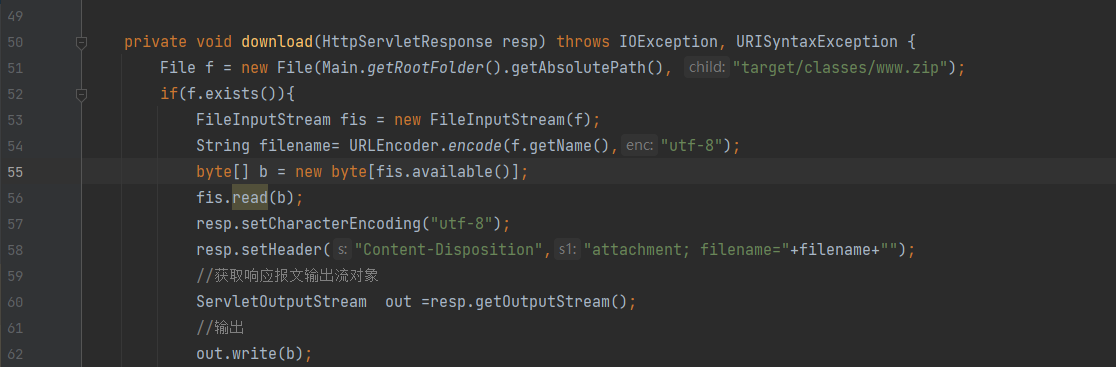 49
50 private void download(HttpServletResponse resp) throws IOException, URISyntaxException {
51 File f = new File(Main.getRootFolder().getAbsolutePath(), child: "target/classes/www.zip");
52 if(f.exists()){
53 FileInputStream fis = new FileInputStream(f);
54 String filename= URLEncoder.encode(f.getName(), enc: "utf-8");
55 byte[] b = new byte[fis.available()];
56 fis.read(b);
57 resp.setCharacterEncoding("utf-8");
58 resp.setHeader( s: "Content-Disposition", s1: "attachment; filename="+filename+"");
59 //获取响应报文输出流对象
60 ServletOutputStream  out =resp.getOutputStream();
61 //输出
62 out.write(b);